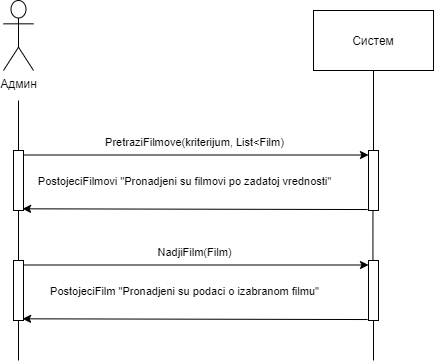 Админ
Систем
PretraziFilmove(kriterijum, List<Film)
PostojeciFilmovi "Pronadjeni su filmovi po zadatoj vrednosti"
NadjiFilm(Film)
PostojeciFilm "Pronadjeni su podaci o izabranom filmu"